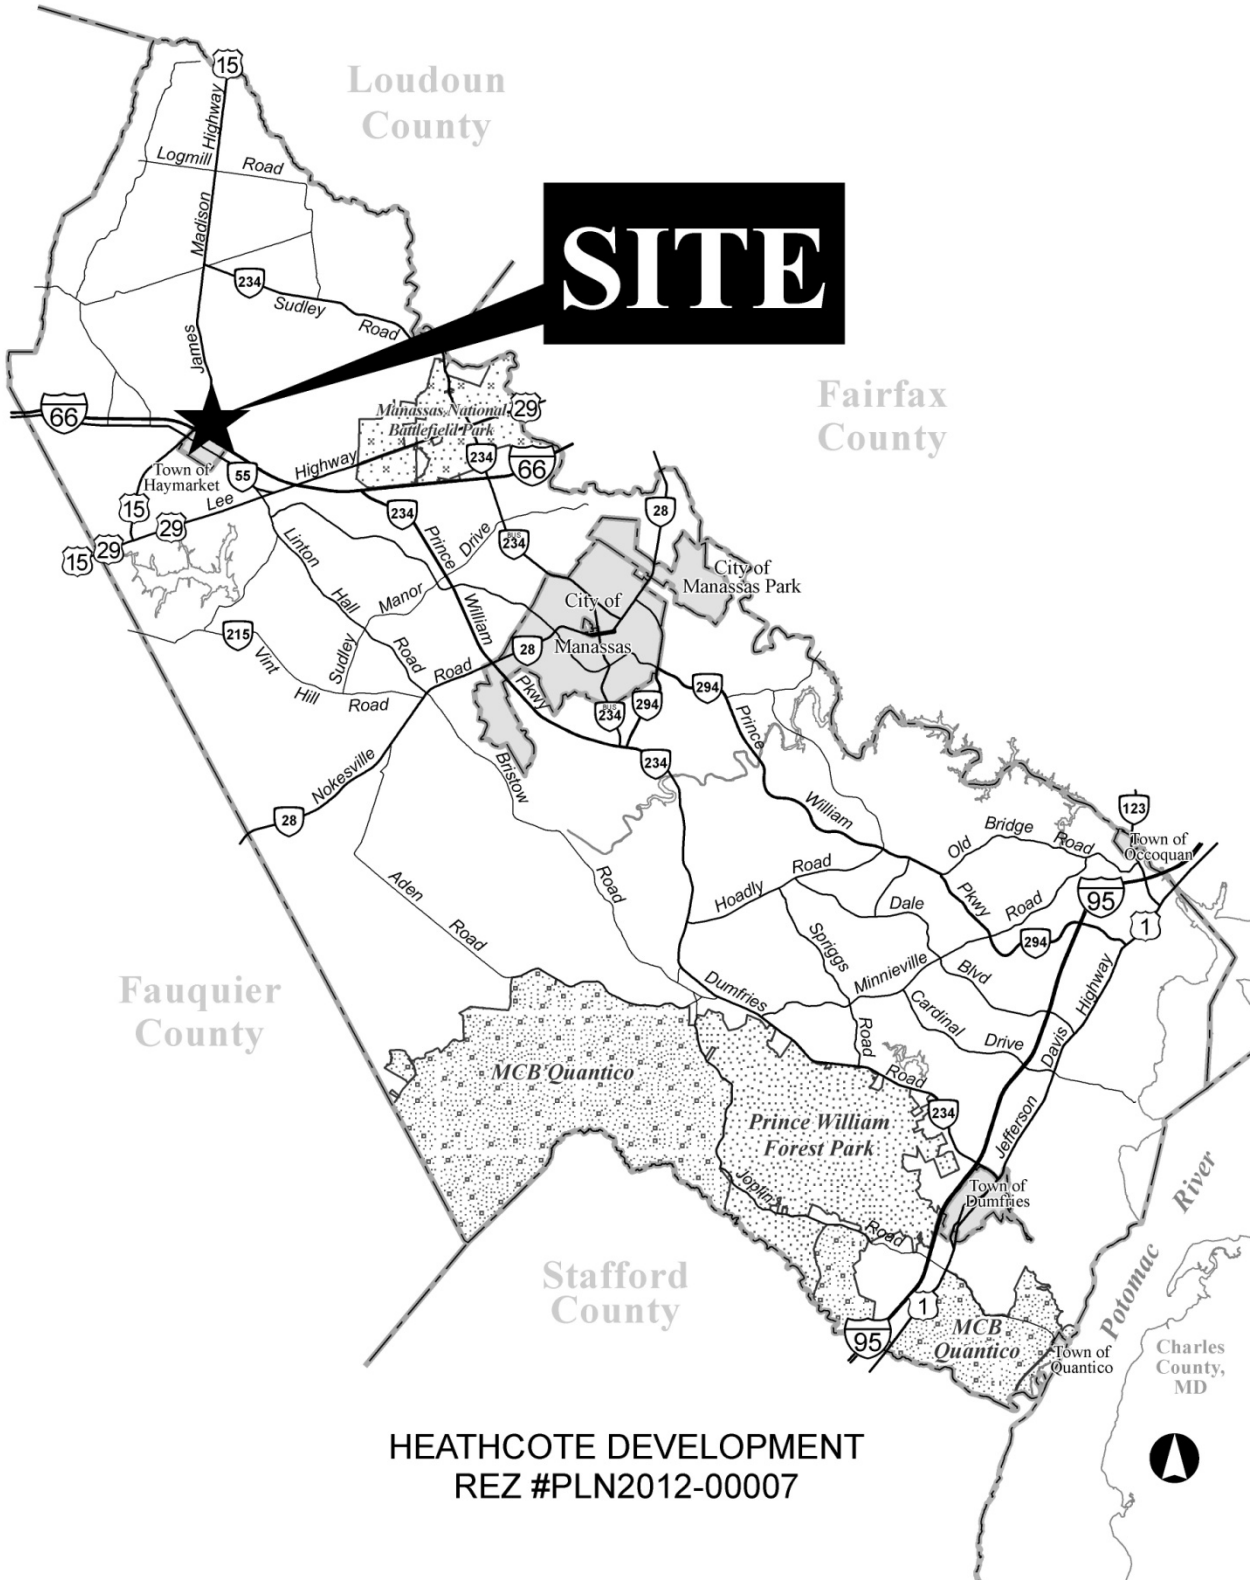 15
Loudoun
County
Highway
Logmill
Road
Madison
SITE
234
Sudley
Road
James
Fairfax
County
66
Manassas National
Battlefield Park
29
Town of
Haymarket
55
Highway
234
66
Lee
15
29
29
15
234
28
Prince
Drive
BUS
234
Linton
City of
Manassas Park
Hall
Manor
City of
William
215
Manassas
Vint
Sudley
Road
Road
28
Hill
Road
Pkwy
294
BUS
234
294
Prince
234
Nokesville
Bristow
28
William
123
Old
Bridge
Road
Town of
Occoquan
Aden
Road
Road
Hoadly
Road
Dale
Pkwy
Road
95
1
294
Spriggs
Minnieville
Blvd
Highway
Fauquier
County
Dumfries
Cardinal
Drive
Davis
Road
Road
MCB Quantico
Prince William
Forest Park
234
Jefferson
Joplin
Road
Town of
Dumfries
River
Potomac
Stafford
County
1
95
MCB
Quantico
Town of
Quantico
Charles
County,
MD
HEATHCOTE DEVELOPMENT
REZ #PLN2012-00007